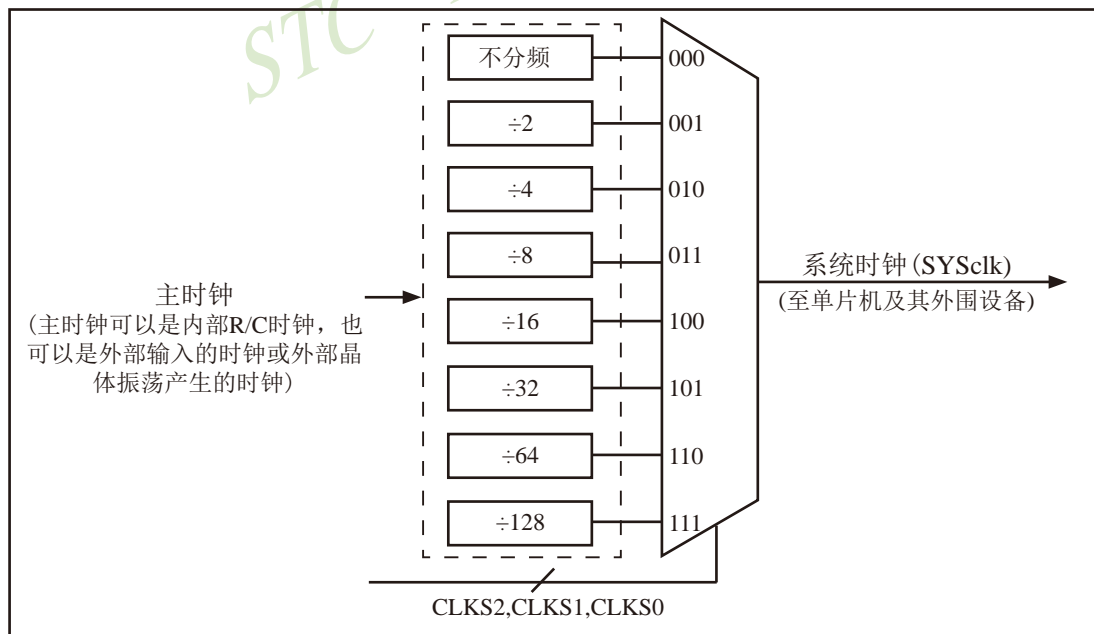 STC
不分频
000
÷2
001
÷4
010
÷8
011
÷16
100
÷32
101
÷64
110
÷128
111
主时钟
(主时钟可以是内部R/C时钟，也
可以是外部输入的时钟或外部晶
体振荡产生的时钟)
系统时钟(SYSclk)
(至单片机及其外围设备)
CLKS2,CLKS1,CLKS0